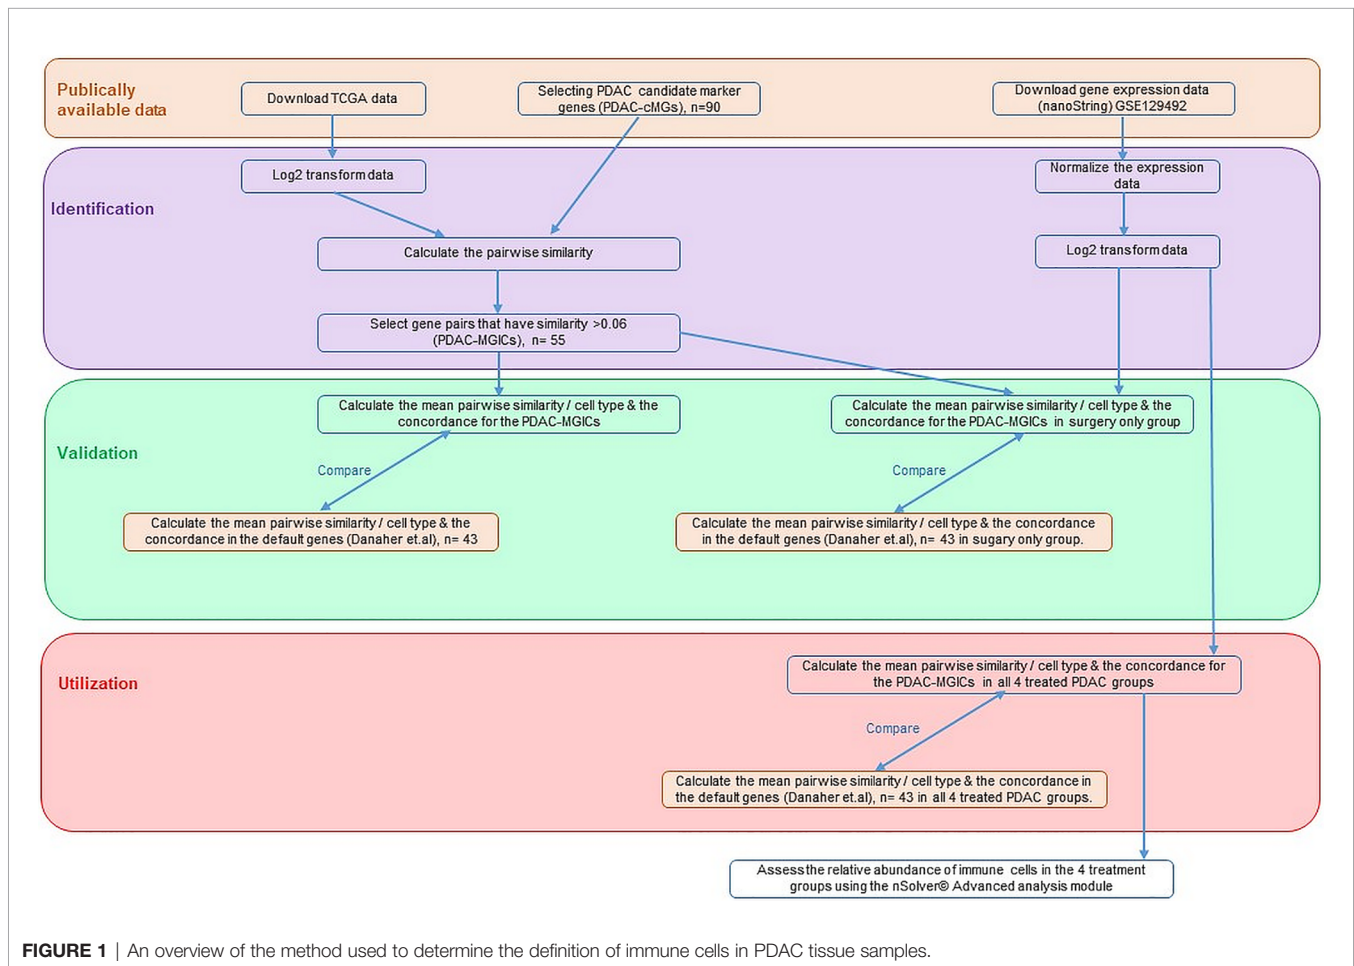 Publically
available data
Download TCGA data
Selecting PDAC candidate marker
genes (PDAC-cMGs), n=90
Download gene expression data
(nanoString) GSE129492
Identification
Log2 transform data
Normalize the expression
data
Calculate the pairwise similarity
Log2 transform data
Select gene pairs that have similarity >0.06
(PDAC-MGICs), n= 55
Validation
Calculate the mean pairwise similarity / cell type & the
concordance for the PDAC-MGICs
Calculate the mean pairwise similarity / cell type & the
concordance for the PDAC-MGICs in surgery only group
Compare
Compare
Calculate the mean pairwise similarity / cell type & the
concordance in the default genes (Danaher et.al), n= 43
Calculate the mean pairwise similarity / cell type & the concordance
in the default genes (Danaher et.al), n= 43 in sugary only group.
Utilization
Calculate the mean pairwise similarity / cell type & the concordance for
the PDAC-MGICs in all 4 treated PDAC groups
Compare
Calculate the mean pairwise similarity / cell type & the concordance in
the default genes (Danaher et.al), n= 43 in all 4 treated PDAC groups.
Assess the relative abundance of immune cells in the 4 treatment
groups using the nSolver® Advanced analysis module
FIGURE 1 | An overview of the method used to determine the definition of immune cells in PDAC tissue samples.